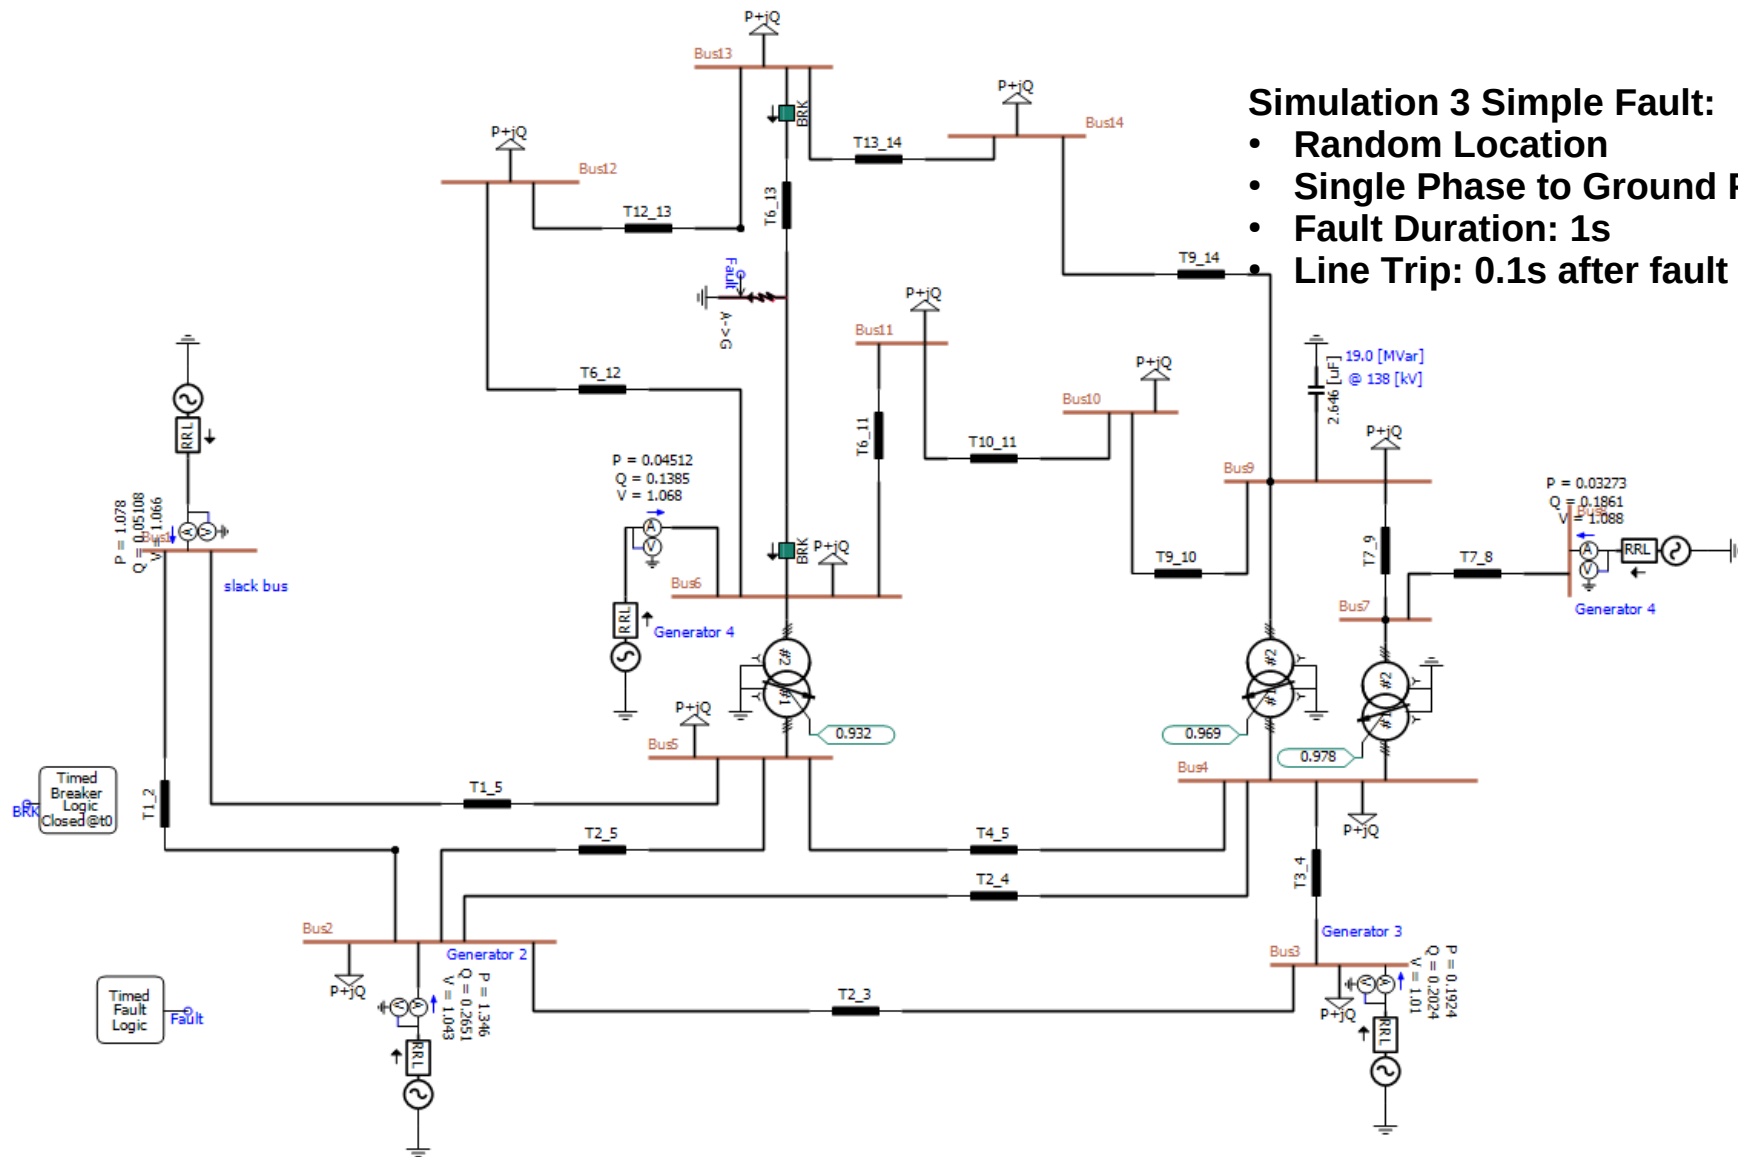 P+jQ
Bus13
BRK
P+jQ
Bus14
Simulation 3 Simple Fault:
• Random Location
• Single Phase to Ground F
• Fault Duration: 1s
• Line Trip: 0.1s after fault
P+jQ
Bus12
T13_14
T6_13
T12_13
Fault
A->G
T9_14
P+jQ
Bus11
19.0 [MVar]
@ 138 [kV]
2.646 [uF]
P+jQ
Bus10
T6_12
T6_11
T10_11
P+jQ
RRL
P = 0.04512
Q = 0.1385
V = 1.068
Bus9
P = 0.03273
Q = 0.1861
V = 1.088
P = 1.078
Q = 0.05108
V = 1.066
Bus1
A
V
slack bus
A
V
BRK
P+jQ
Bus6
T9_10
T7_9
T7_8
A
V
RRL
Generator 4
Bus7
RRL
Generator 4
#2
#1
#2
#1
#2
#1
P+jQ
0.932
0.969
0.978
Bus5
Bus4
Timed
Breaker
Logic
Closed@t0
BRK
T1_2
T1_5
P+jQ
T2_5
T4_5
T3_4
T2_4
Bus2
Generator 2
Generator 3
Bus3
P+jQ
V
A
P = 1.346
Q = 0.2651
V = 1.043
T2_3
V
A
P = 0.1924
Q = 0.2024
V = 1.01
P+jQ
Timed
Fault
Logic
Fault
RRL
RRL